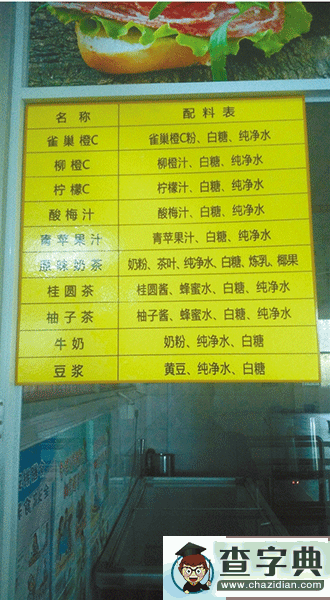 名 称 配 料 表
雀 巢 橙C 雀巢橙C粉、白糖、纯净水
柳 橙C 柳橙汁、白糖、纯净水
柠 檬C 柠檬汁、白糖、纯净水
酸 梅 汁 酸梅汁、白糖、纯净水
青 苹 果 汁 青苹果汁、白糖、纯净水
原 味 奶 茶 奶粉、茶叶、纯净水、白糖、炼乳、椰果
桂 圆 茶 桂圆酱、蜂蜜水、白糖、纯净水
柚 子 茶 柚子酱、蜂蜜水、白糖、纯净水
牛 奶 奶粉、纯净水、白糖
豆 浆 黄豆、纯净水、白糖
查字典
www.chazidian.com